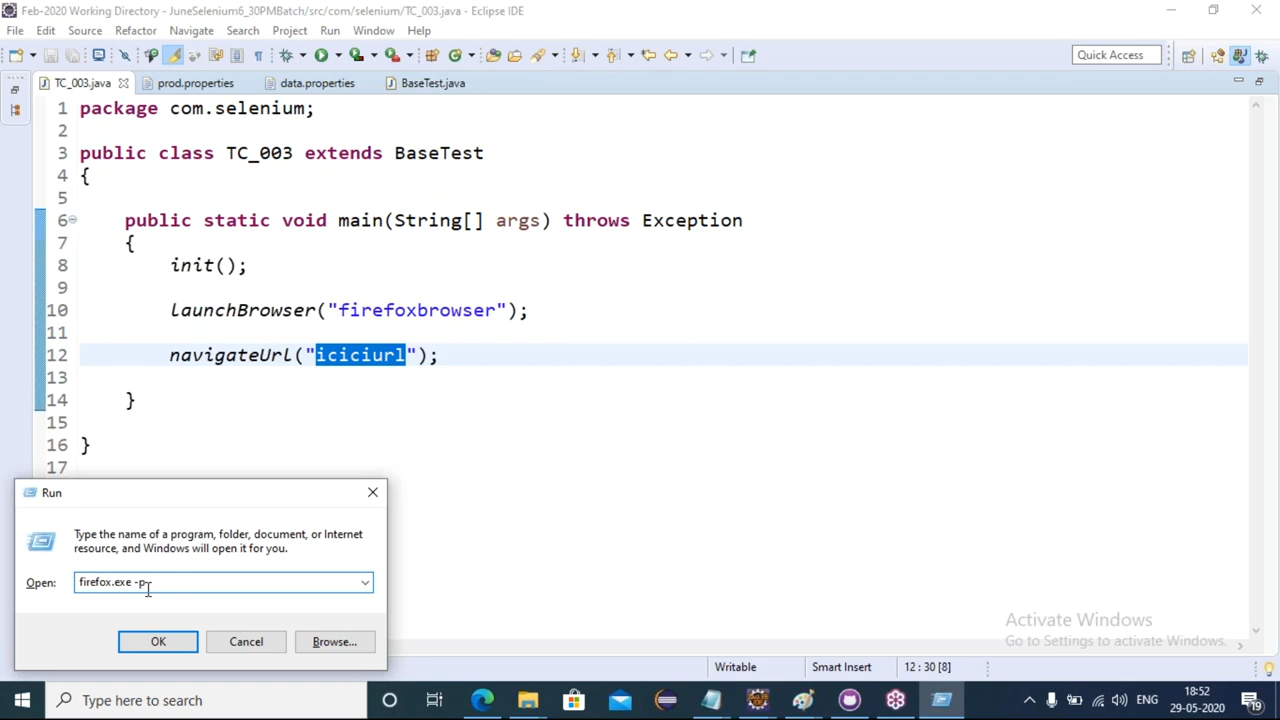 Feb-2020 Working Directory - JuneSelenium6_30PMBatch/src/com/selenium/TC_003.java - Eclipse IDE
File Edit Source Refactor Navigate Search Project Run Window Help
Quick Access
TC_003.java prod.properties data.properties BaseTest.java
1 package com.selenium;
2
3 public class TC_003 extends BaseTest
4 {
5
6 public static void main(String[] args) throws Exception
7 {
8 init();
9
10 launchBrowser("firefoxbrowser");
11
12 navigateUrl("iciciurl");
13
14 }
15
16 }
17
Run
Type the name of a program, folder, document, or Internet
resource, and Windows will open it for you.
Open: firefox.exe -p
OK Cancel Browse...
Activate Windows
Go to Settings to activate Windows.
Writable Smart Insert 12 : 30 [8]
Type here to search
ENG
18:52
29-05-2020
19